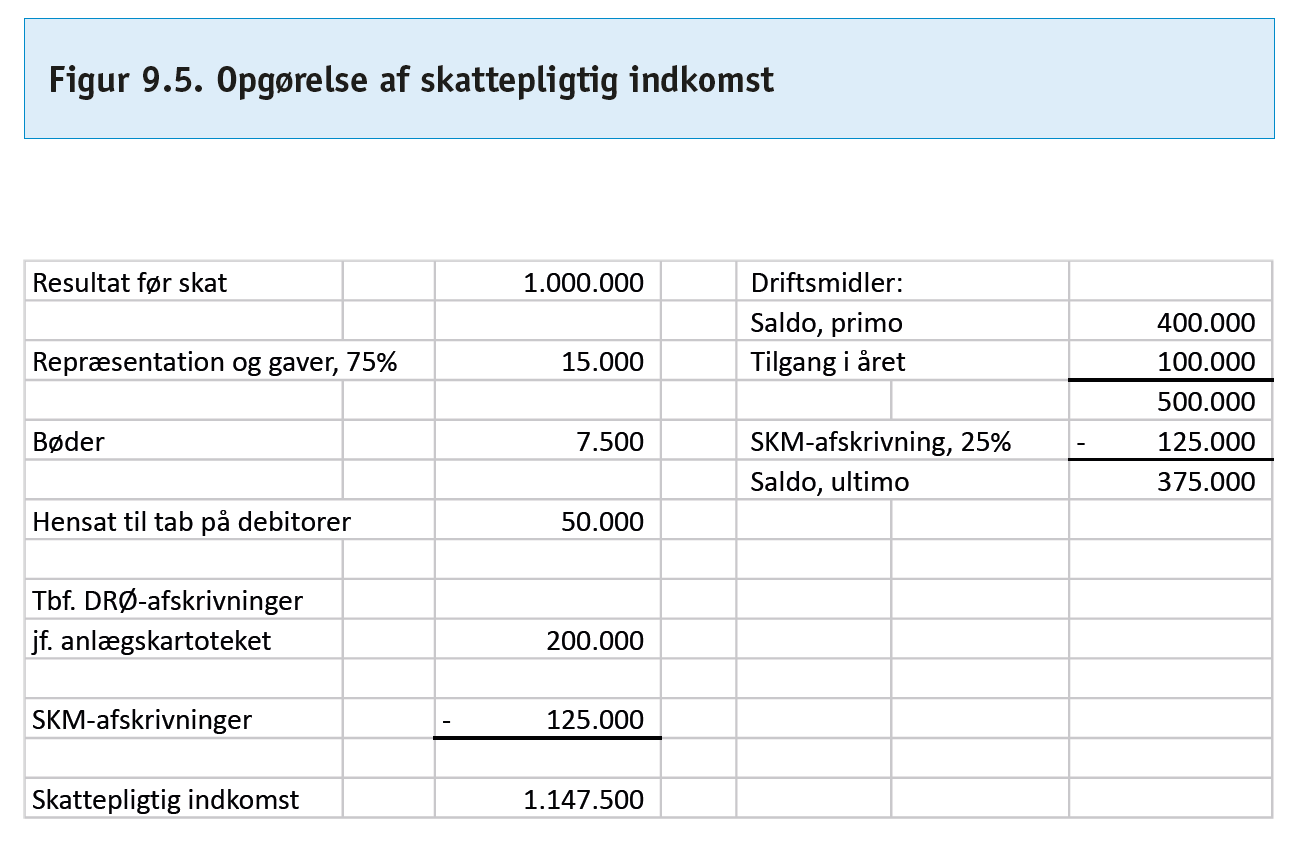 Figur 9.5. Opgørelse af skattepligtig indkomst
Resultat før skat 1.000.000 Driftsmidler:
Saldo, primo 400.000
Repræsentation og gaver, 75% 15.000 Tilgang i året 100.000
500.000
Bøder 7.500 SKM-afskrivning, 25% - 125.000
Saldo, ultimo 375.000
Hensat til tab på debitorer 50.000
Tbf. DRØ-afskrivninger
jf. anlægskartoteket 200.000
SKM-afskrivninger - 125.000
Skattepligtig indkomst 1.147.500